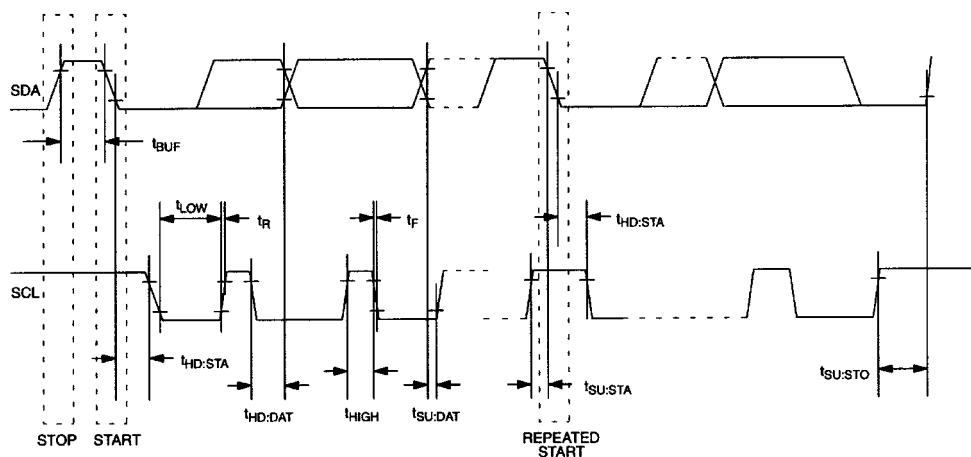 SDA
tBUF
tLOW
tR
tF
tHD:STA
SCL
tHD:STA
tHD:DAT
tHIGH
tSU:DAT
tSU:STA
tSU:STO
STOP
START
REPEATED
START